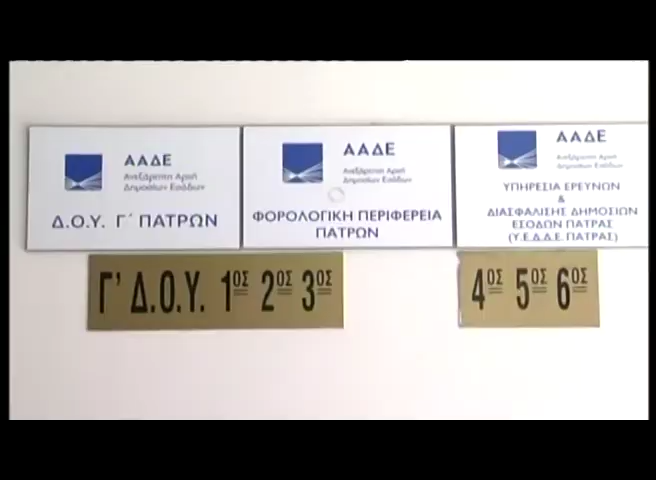 ΑΑΔΕ
Ανεξάρτητη Αρχή
Δημοσίων Εσόδων
Δ.Ο.Υ. Γ΄ ΠΑΤΡΩΝ
ΑΑΔΕ
Ανεξάρτητη Αρχή
Δημοσίων Εσόδων
ΦΟΡΟΛΟΓΙΚΗ ΠΕΡΙΦΕΡΕΙΑ
ΠΑΤΡΩΝ
ΑΑΔΕ
Ανεξάρτητη Αρχή
Δημοσίων Εσόδων
ΥΠΗΡΕΣΙΑ ΕΡΕΥΝΩΝ
&
ΔΙΑΣΦΑΛΙΣΗΣ ΔΗΜΟΣΙΩΝ
ΕΣΟΔΩΝ ΠΑΤΡΑΣ
(Υ.Ε.Δ.Δ.Ε. ΠΑΤΡΑΣ)
Γ' Δ.Ο.Υ. 1ΟΣ 2ΟΣ 3ΟΣ
4ΟΣ 5ΟΣ 6ΟΣ